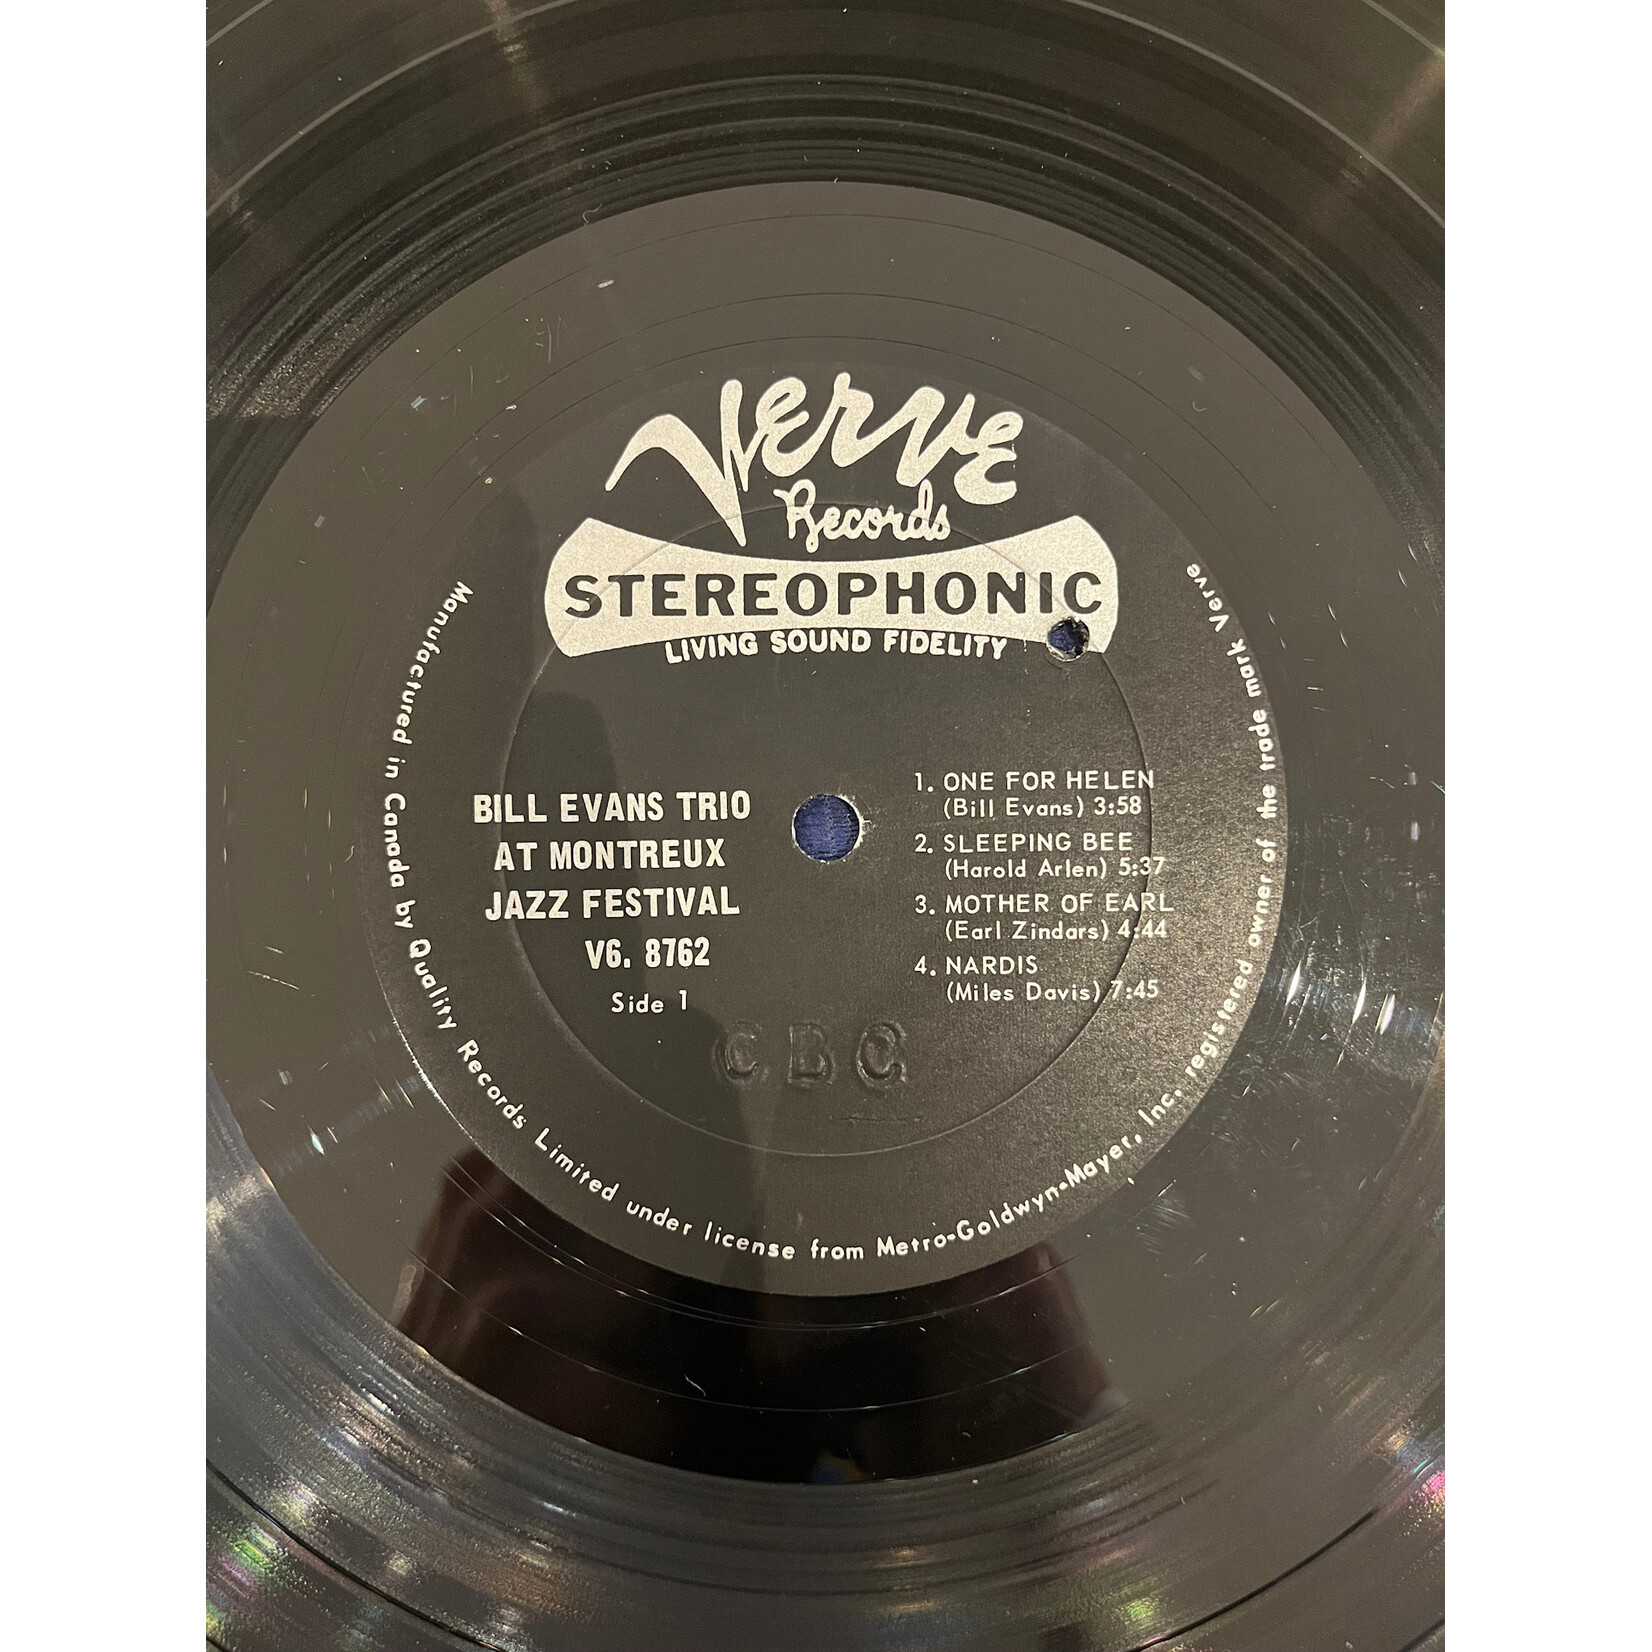 Verve
Records
STEREOPHONIC
LIVING SOUND FIDELITY
BILL EVANS TRIO
AT MONTREUX
JAZZ FESTIVAL
V6. 8762
Side 1
1. ONE FOR HELEN
(Bill Evans) 3:58
2. SLEEPING BEE
(Harold Arlen) 5:37
3. MOTHER OF EARL
(Earl Zindars) 4:44
4. NARDIS
(Miles Davis) 7:45
CBC
Manufactured in Canada by Quality Records Limited under license from Metro-Goldwyn-Mayer, Inc. registered owner of the trade mark Verve